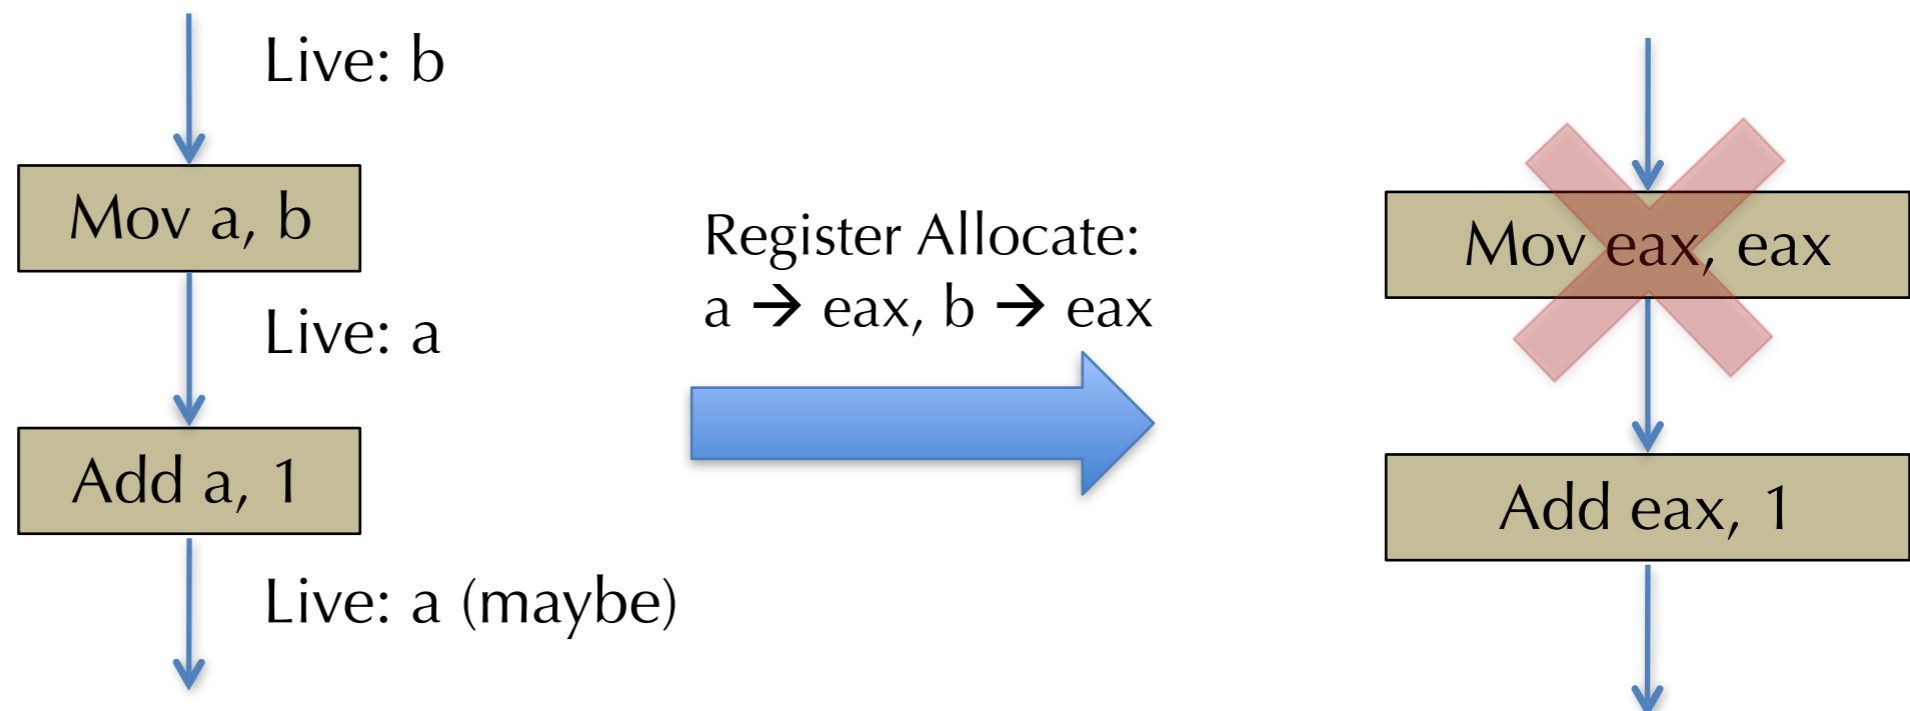 Live: b
Mov a, b
Live: a
Add a, 1
Live: a (maybe)
Register Allocate:
a → eax, b → eax
Mov eax, eax
Add eax, 1